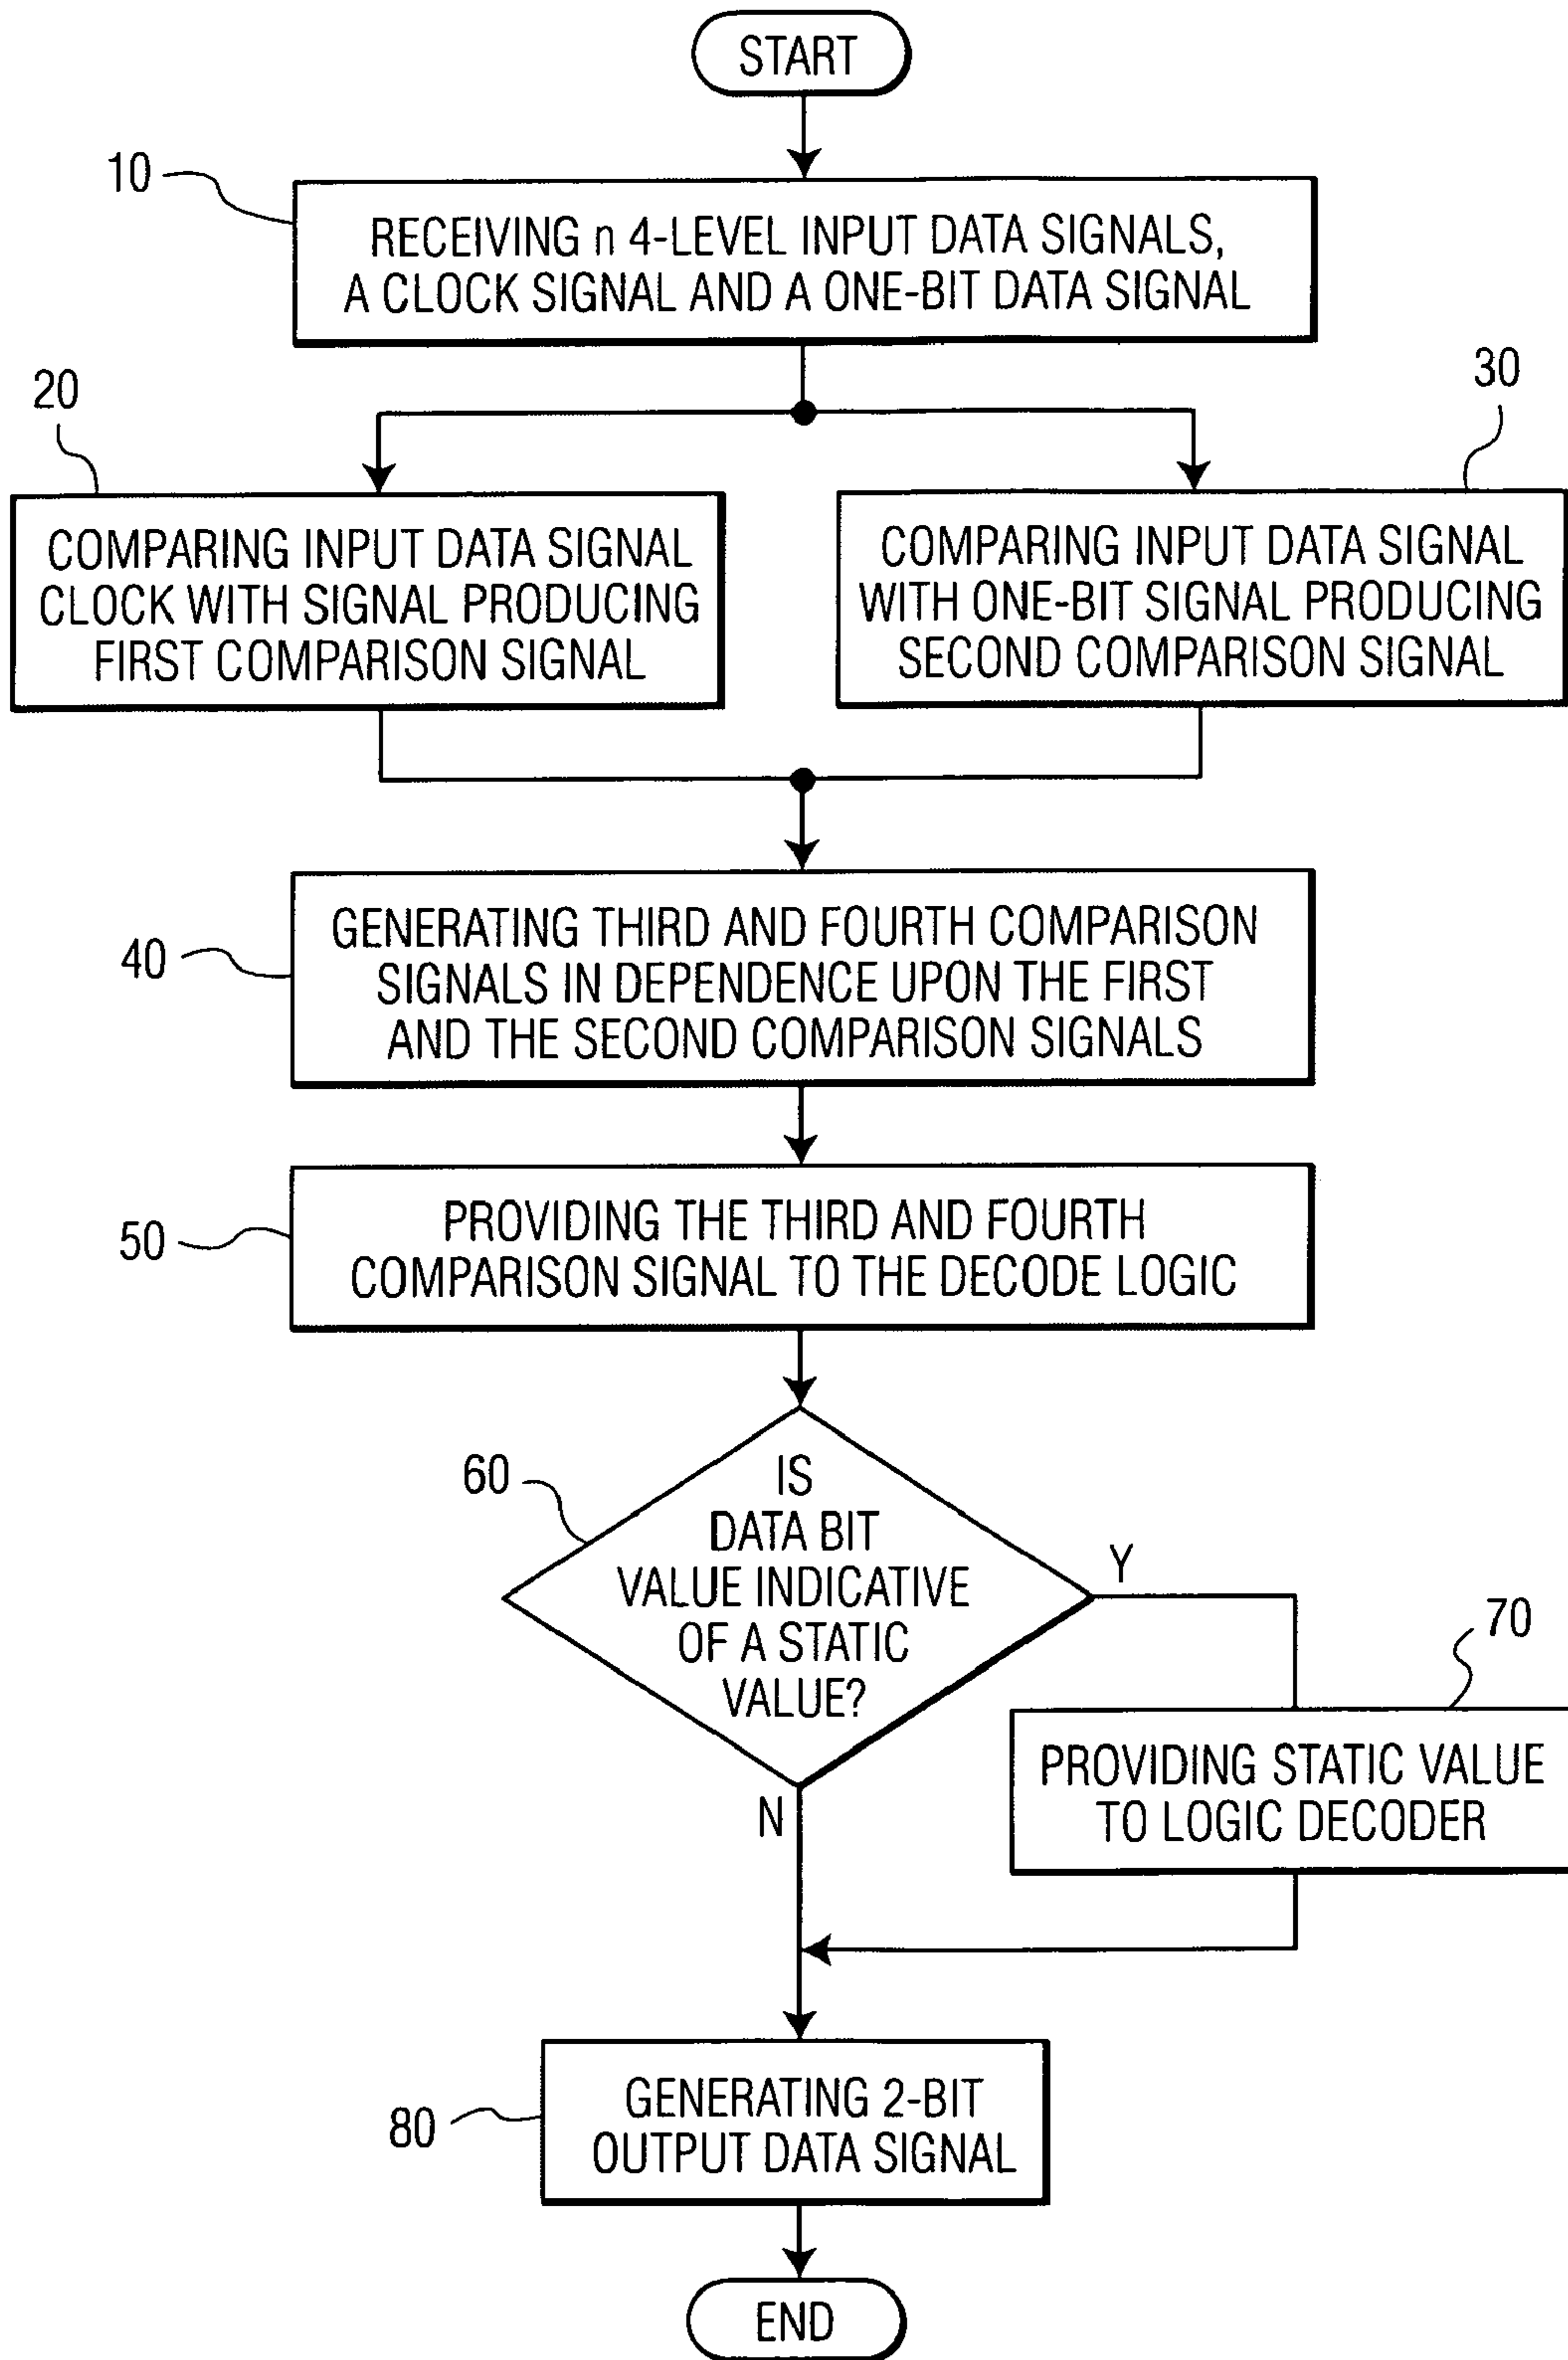 START
10
RECEIVING n 4-LEVEL INPUT DATA SIGNALS,
A CLOCK SIGNAL AND A ONE-BIT DATA SIGNAL
20
COMPARING INPUT DATA SIGNAL
CLOCK WITH SIGNAL PRODUCING
FIRST COMPARISON SIGNAL
30
COMPARING INPUT DATA SIGNAL
WITH ONE-BIT SIGNAL PRODUCING
SECOND COMPARISON SIGNAL
40
GENERATING THIRD AND FOURTH COMPARISON
SIGNALS IN DEPENDENCE UPON THE FIRST
AND THE SECOND COMPARISON SIGNALS
50
PROVIDING THE THIRD AND FOURTH
COMPARISON SIGNAL TO THE DECODE LOGIC
60
IS
DATA BIT
VALUE INDICATIVE
OF A STATIC
VALUE?
Y
70
PROVIDING STATIC VALUE
TO LOGIC DECODER
N
80
GENERATING 2-BIT
OUTPUT DATA SIGNAL
END